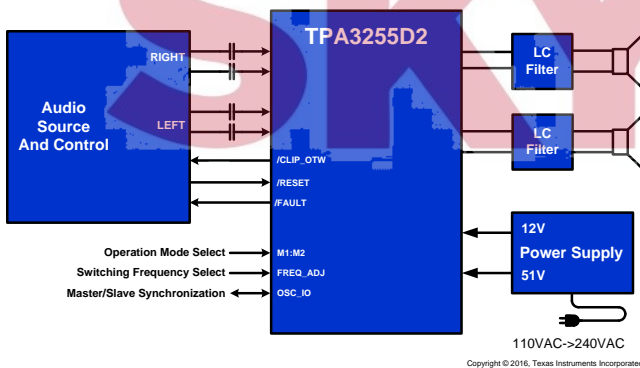 TPA3255D2
RIGHT
LEFT
Audio
Source
And Control
/CLIP_OTW
/RESET
/FAULT
Operation Mode Select
M1:M2
Switching Frequency Select
FREQ_ADJ
Master/Slave Synchronization
OSC_IO
LC
Filter
LC
Filter
12V
Power Supply
51V
110VAC->240VAC
Copyright © 2016, Texas Instruments Incorporated